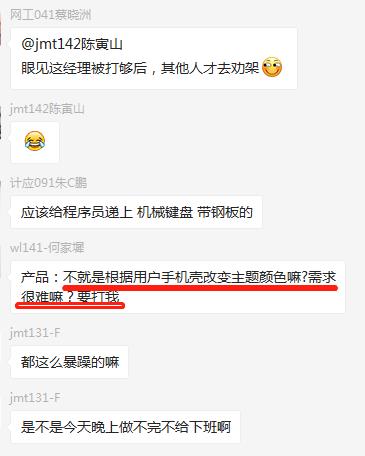 网工041蔡晓洲
@jmt142陈寅山
眼见这经理被打够后，其他人才去劝架
jmt142陈寅山
计应091朱C鹏
应该给程序员递上 机械键盘 带钢板的
wl141-何家墀
产品：不就是根据用户手机壳改变主题颜色嘛?需求
很难嘛？要打我
jmt131-F
都这么暴躁的嘛
jmt131-F
是不是今天晚上做不完不给下班啊